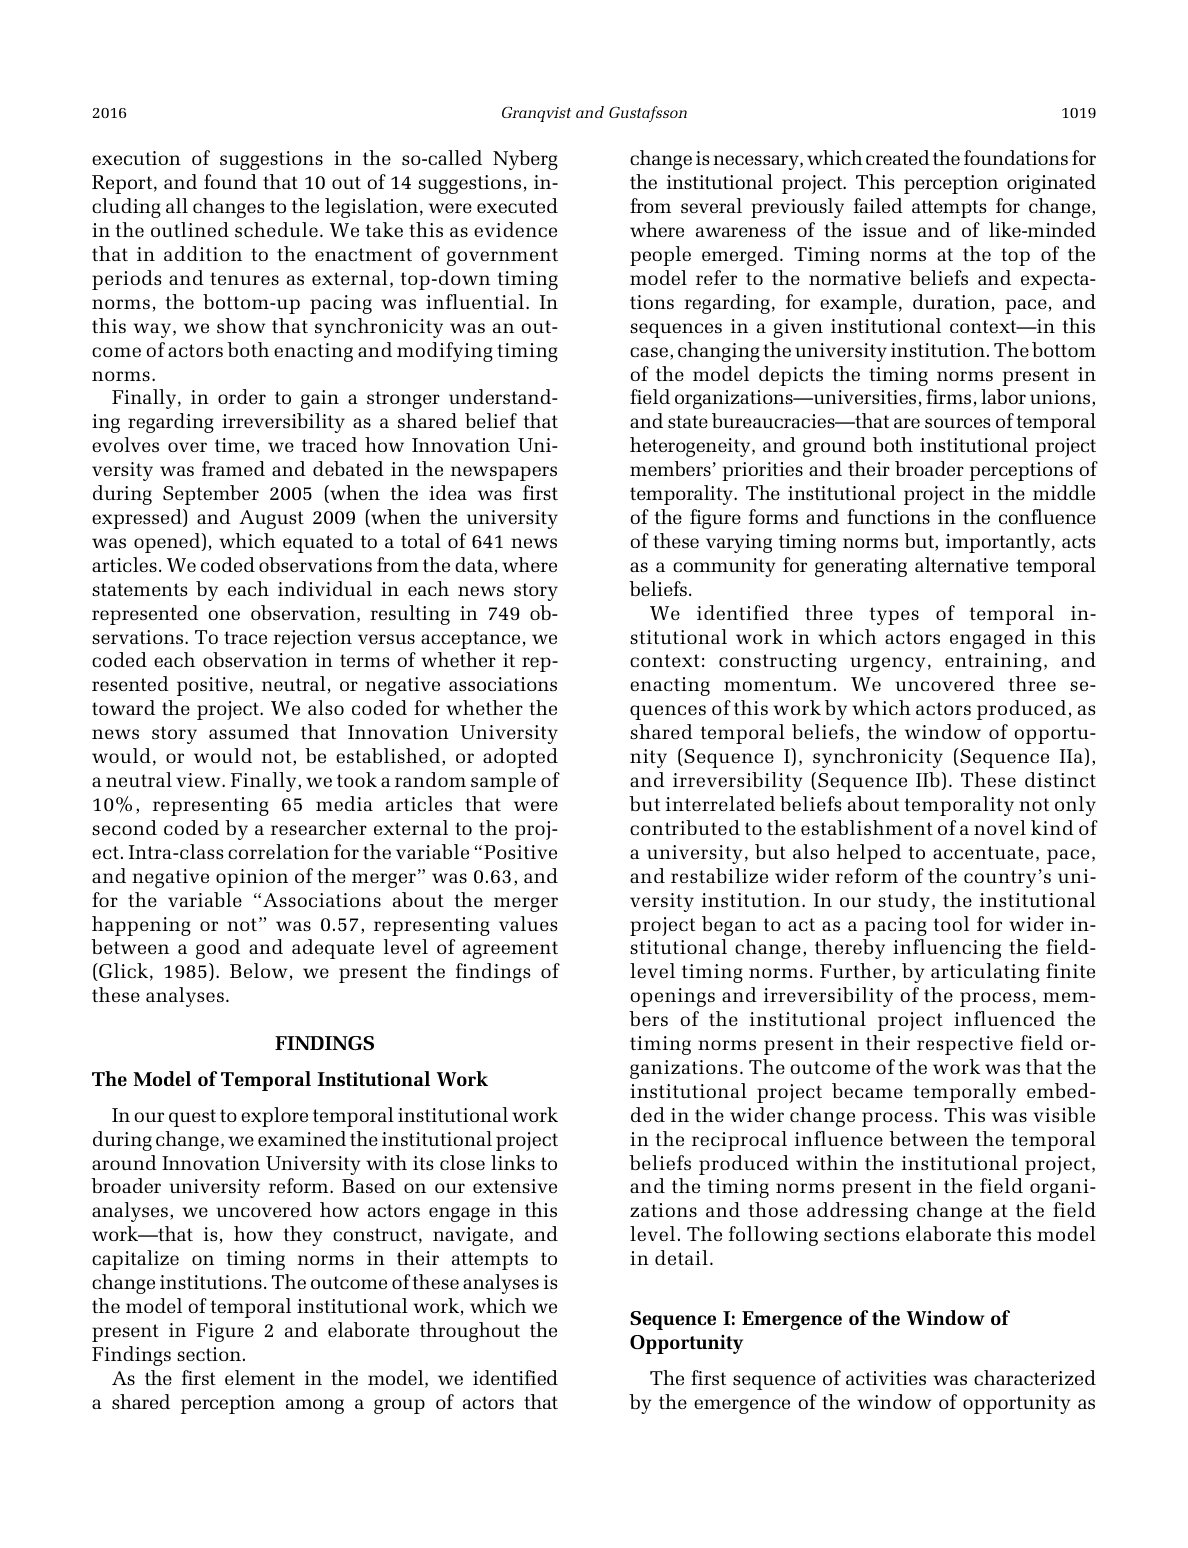 2016
Granqvist and Gustafsson
1019
execution of suggestions in the so-called Nyberg
Report, and found that 10 out of 14 suggestions, in-
cluding all changes to the legislation, were executed
in the outlined schedule. We take this as evidence
that in addition to the enactment of government
periods and tenures as external, top-down timing
norms, the bottom-up pacing was influential. In
this way, we show that synchronicity was an out-
come of actors both enacting and modifying timing
norms.
Finally, in order to gain a stronger understand-
ing regarding irreversibility as a shared belief that
evolves over time, we traced how Innovation Uni-
versity was framed and debated in the newspapers
during September 2005 (when the idea was first
expressed) and August 2009 (when the university
was opened), which equated to a total of 641 news
articles. We coded observations from the data, where
statements by each individual in each news story
represented one observation, resulting in 749 ob-
servations. To trace rejection versus acceptance, we
coded each observation in terms of whether it rep-
resented positive, neutral, or negative associations
toward the project. We also coded for whether the
news story assumed that Innovation University
would, or would not, be established, or adopted
a neutral view. Finally, we took a random sample of
10%, representing 65 media articles that were
second coded by a researcher external to the proj-
ect. Intra-class correlation for the variable “Positive
and negative opinion of the merger” was 0.63, and
for the variable “Associations about the merger
happening or not” was 0.57, representing values
between a good and adequate level of agreement
(Glick, 1985). Below, we present the findings of
these analyses.
FINDINGS
The Model of Temporal Institutional Work
In our quest to explore temporal institutional work
during change, we examined the institutional project
around Innovation University with its close links to
broader university reform. Based on our extensive
analyses, we uncovered how actors engage in this
work—that is, how they construct, navigate, and
capitalize on timing norms in their attempts to
change institutions. The outcome of these analyses is
the model of temporal institutional work, which we
present in Figure 2 and elaborate throughout the
Findings section.
As the first element in the model, we identified
a shared perception among a group of actors that
change is necessary, which created the foundations for
the institutional project. This perception originated
from several previously failed attempts for change,
where awareness of the issue and of like-minded
people emerged. Timing norms at the top of the
model refer to the normative beliefs and expecta-
tions regarding, for example, duration, pace, and
sequences in a given institutional context—in this
case, changing the university institution. The bottom
of the model depicts the timing norms present in
field organizations—universities, firms, labor unions,
and state bureaucracies—that are sources of temporal
heterogeneity, and ground both institutional project
members’ priorities and their broader perceptions of
temporality. The institutional project in the middle
of the figure forms and functions in the confluence
of these varying timing norms but, importantly, acts
as a community for generating alternative temporal
beliefs.
We identified three types of temporal in-
stitutional work in which actors engaged in this
context: constructing urgency, entraining, and
enacting momentum. We uncovered three se-
quences of this work by which actors produced, as
shared temporal beliefs, the window of opportu-
nity (Sequence I), synchronicity (Sequence IIa),
and irreversibility (Sequence IIb). These distinct
but interrelated beliefs about temporality not only
contributed to the establishment of a novel kind of
a university, but also helped to accentuate, pace,
and restabilize wider reform of the country’s uni-
versity institution. In our study, the institutional
project began to act as a pacing tool for wider in-
stitutional change, thereby influencing the field-
level timing norms. Further, by articulating finite
openings and irreversibility of the process, mem-
bers of the institutional project influenced the
timing norms present in their respective field or-
ganizations. The outcome of the work was that the
institutional project became temporally embed-
ded in the wider change process. This was visible
in the reciprocal influence between the temporal
beliefs produced within the institutional project,
and the timing norms present in the field organi-
zations and those addressing change at the field
level. The following sections elaborate this model
in detail.
Sequence I: Emergence of the Window of
Opportunity
The first sequence of activities was characterized
by the emergence of the window of opportunity as